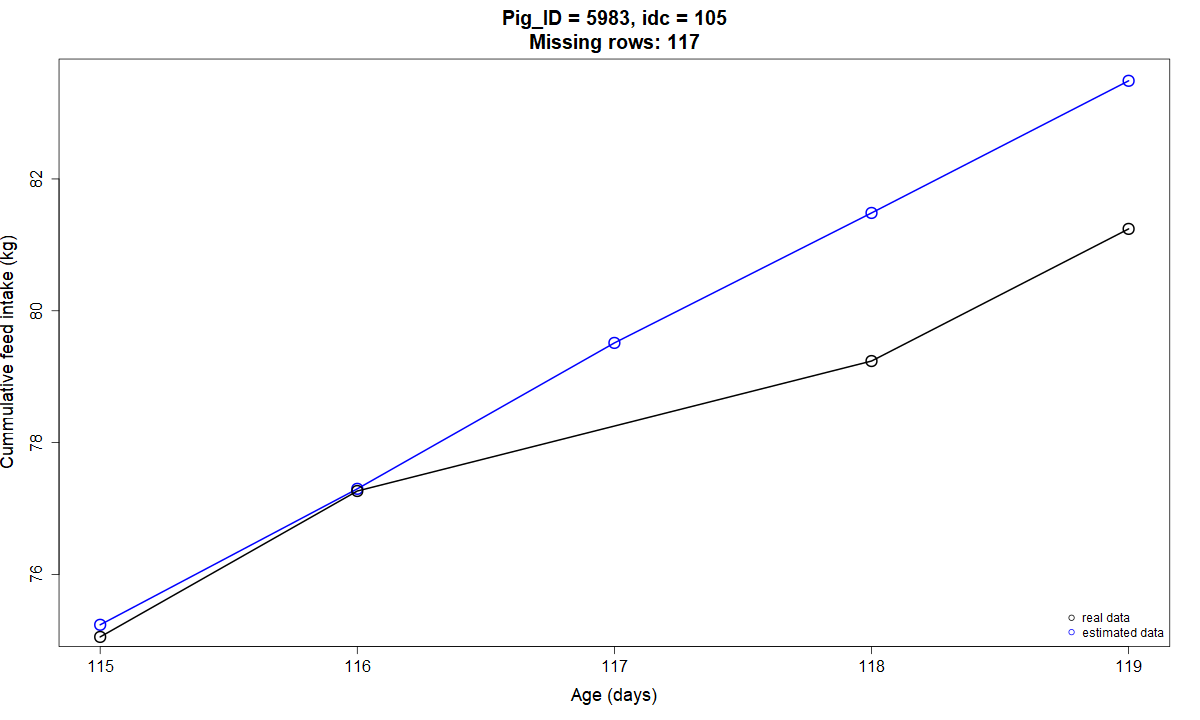 Pig_ID = 5983, idc = 105
Missing rows: 117
Cummulative feed intake (kg)
82
80
78
76
115 116 117 118 119
Age (days)
real data
estimated data